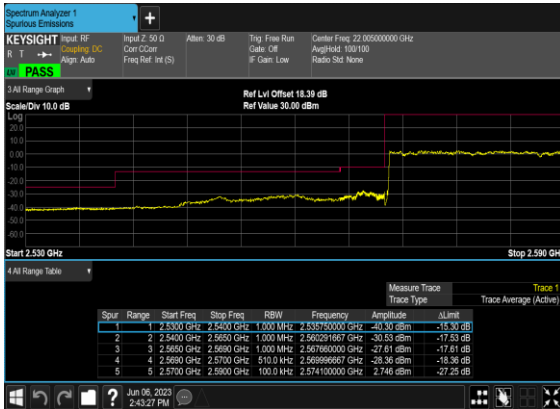 Spectrum Analyzer 1
Spurious Emissions
KEYSIGHT
R T
LXI PASS
Input: RF
Coupling: DC
Align: Auto
Input Z: 50 Ω
Corr CCorr
Freq Ref: Int (S)
Atten: 30 dB
Trig: Free Run
Gate: Off
IF Gain: Low
Center Freq: 22.005000000 GHz
Avg|Hold: 100/100
Radio Std: None
3 All Range Graph
Scale/Div 10.0 dB
Ref Lvl Offset 18.39 dB
Ref Value 30.00 dBm
Log
20.0
10.0
0.00
-10.0
-20.0
-30.0
-40.0
-50.0
-60.0
Start 2.530 GHz
Stop 2.590 GH
4 All Range Table
Measure Trace Trace 1
Trace Type Trace Average (Active)
Spur Range Start Freq Stop Freq RBW Frequency Amplitude ΔLimit
1 1 2.5300 GHz 2.5400 GHz 1.000 MHz 2.535750000 GHz -40.30 dBm -15.30 dB
2 2 2.5400 GHz 2.5650 GHz 1.000 MHz 2.560291667 GHz -30.53 dBm -17.53 dB
3 3 2.5650 GHz 2.5690 GHz 1.000 MHz 2.567660000 GHz -27.61 dBm -17.61 dB
4 4 2.5690 GHz 2.5700 GHz 510.0 kHz 2.569996667 GHz -28.36 dBm -18.36 dB
5 5 2.5700 GHz 2.5900 GHz 100.0 kHz 2.574100000 GHz 2.746 dBm -27.25 dB
Jun 06, 2023
2:43:27 PM